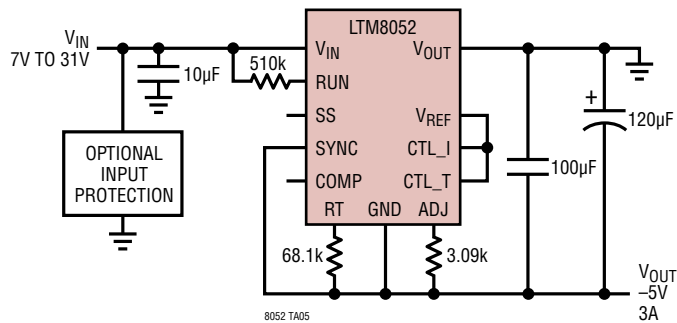 LTM8052
VIN
7V TO 31V
10µF
510k
VIN
VOUT
RUN
SS
VREF
SYNC
CTL_I
COMP
CTL_T
RT
GND
ADJ
OPTIONAL
INPUT
PROTECTION
+
120µF
100µF
68.1k
3.09k
VOUT
–5V
3A
8052 TA05